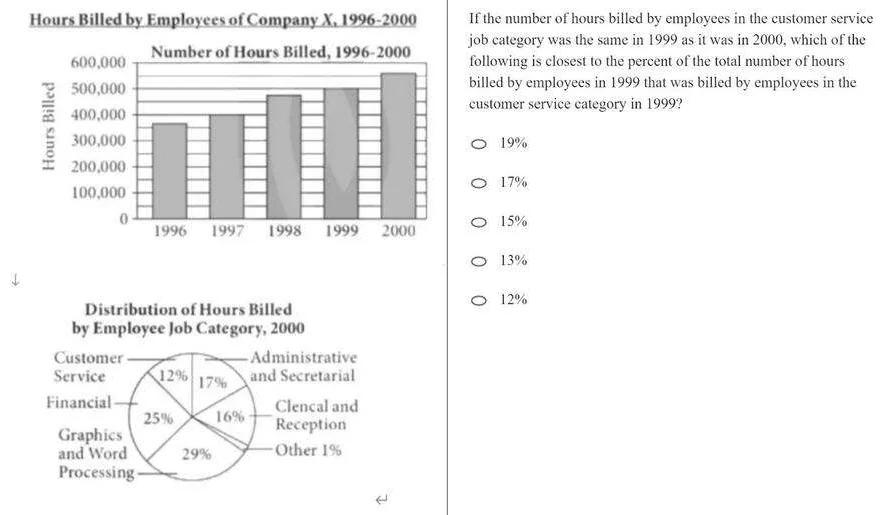 Hours Billed by Employees of Company X, 1996-2000
Number of Hours Billed, 1996-2000
Hours Billed
600,000
500,000
400,000
300,000
200,000
100,000
0
1996 1997 1998 1999 2000
↓
Distribution of Hours Billed
by Employee Job Category, 2000
Customer
Service
Financial
Graphics
and Word
Processing
12%
17%
25%
16%
29%
Administrative
and Secretarial
Clencal and
Reception
Other 1%
↵
If the number of hours billed by employees in the customer service
job category was the same in 1999 as it was in 2000, which of the
following is closest to the percent of the total number of hours
billed by employees in 1999 that was billed by employees in the
customer service category in 1999?
19%
17%
15%
13%
12%